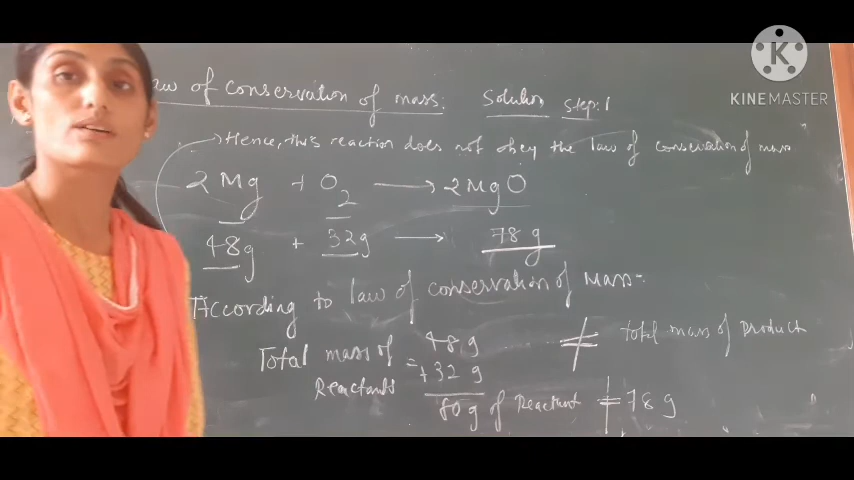 aw of conservation of mass: Solution Step:1
Hence, this reaction does not obey the law of conservation of mass
2 Mg + O2 → 2 MgO
48g + 32g → 78 g
According to law of conservation of Mass-
Total mass of Reactants = 48 g + 32 g ≠ total mass of Product
80 g of Reactant ≠ 78 g
K
KINEMASTER